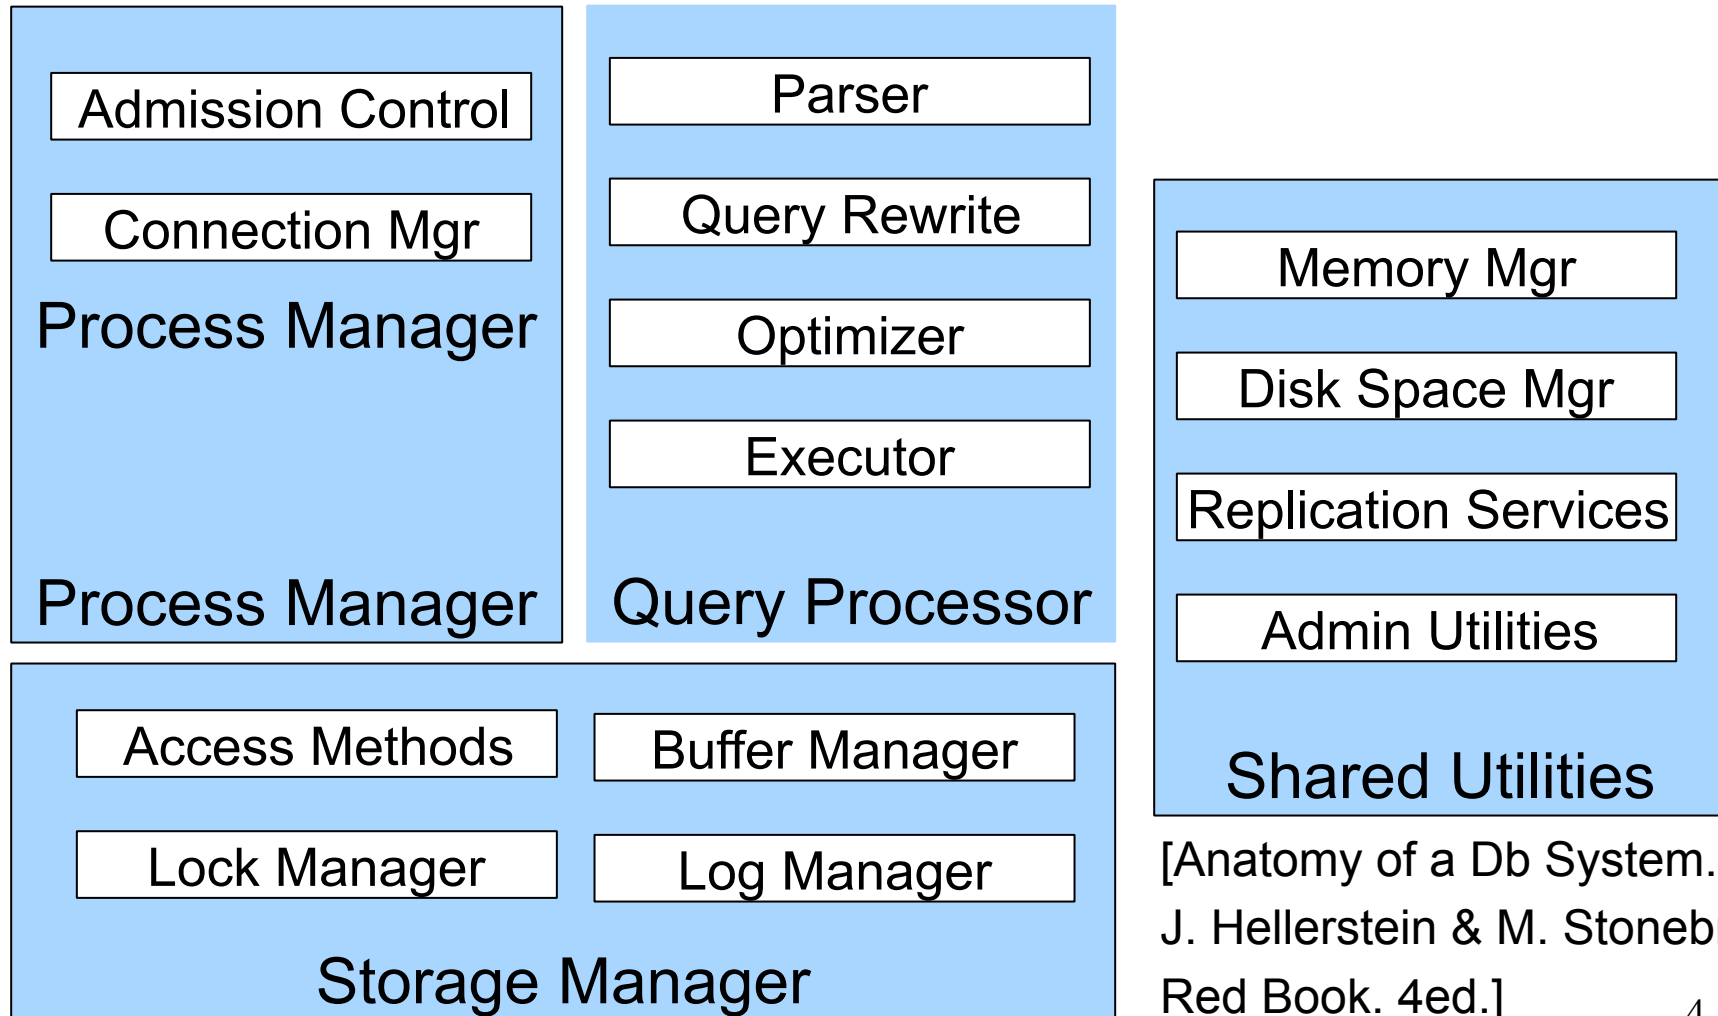 Admission Control
Connection Mgr
Process Manager
Process Manager
Parser
Query Rewrite
Optimizer
Executor
Query Processor
Memory Mgr
Disk Space Mgr
Replication Services
Admin Utilities
Shared Utilities
Access Methods
Buffer Manager
Lock Manager
Log Manager
Storage Manager
[Anatomy of a Db System.
J. Hellerstein & M.
Red Book. 4ed.]
4